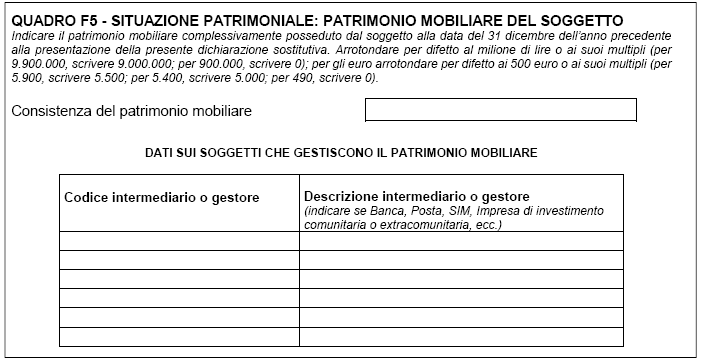 QUADRO F5 - SITUAZIONE PATRIMONIALE: PATRIMONIO MOBILIARE DEL SOGGETTO
Indicare il patrimonio mobiliare complessivamente posseduto dal soggetto alla data del 31 dicembre dell'anno precedente
alla presentazione della presente dichiarazione sostitutiva. Arrotondare per difetto al milione di lire o ai suoi multipli (per
9.900.000, scrivere 9.000.000; per 900.000, scrivere 0); per gli euro arrotondare per difetto ai 500 euro o ai suoi multipli (per
5.900, scrivere 5.500; per 5.400, scrivere 5.000; per 490, scrivere 0).
Consistenza del patrimonio mobiliare
DATI SUI SOGGETTI CHE GESTISCONO IL PATRIMONIO MOBILIARE
Codice intermediario o gestore
Descrizione intermediario o gestore
(indicare se Banca, Posta, SIM, Impresa di investimento
comunitaria o extracomunitaria, ecc.)